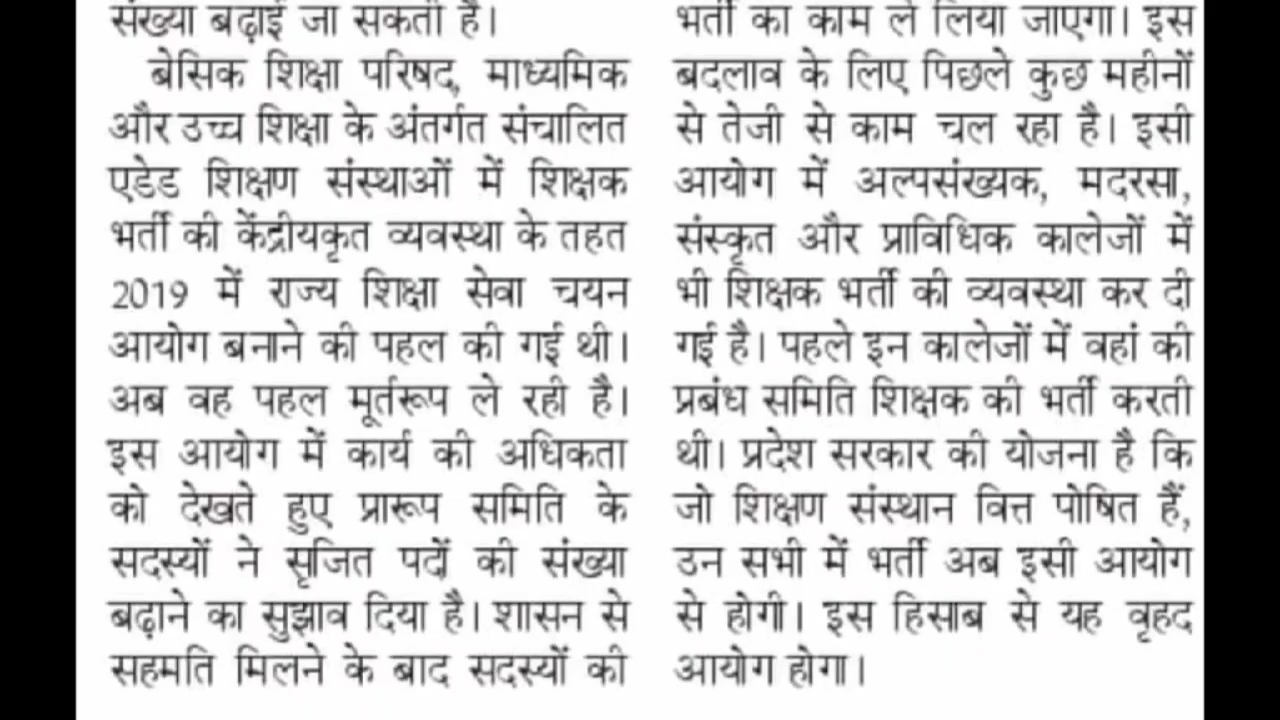 संख्या बढ़ाई जा सकती है।
बेसिक शिक्षा परिषद, माध्यमिक
और उच्च शिक्षा के अंतर्गत संचालित
एडेड शिक्षण संस्थाओं में शिक्षक
भर्ती की केंद्रीयकृत व्यवस्था के तहत
2019 में राज्य शिक्षा सेवा चयन
आयोग बनाने की पहल की गई थी।
अब वह पहल मूर्तरूप ले रही है।
इस आयोग में कार्य की अधिकता
को देखते हुए प्रारूप समिति के
सदस्यों ने सृजित पदों की संख्या
बढ़ाने का सुझाव दिया है। शासन से
सहमति मिलने के बाद सदस्यों की
भर्ती का काम ले लिया जाएगा। इस
बदलाव के लिए पिछले कुछ महीनों
से तेजी से काम चल रहा है। इसी
आयोग में अल्पसंख्यक, मदरसा,
संस्कृत और प्राविधिक कालेजों में
भी शिक्षक भर्ती की व्यवस्था कर दी
गई है। पहले इन कालेजों में वहां की
प्रबंध समिति शिक्षक की भर्ती करती
थी। प्रदेश सरकार की योजना है कि
जो शिक्षण संस्थान वित्त पोषित हैं,
उन सभी में भर्ती अब इसी आयोग
से होगी। इस हिसाब से यह वृहद
आयोग होगा।